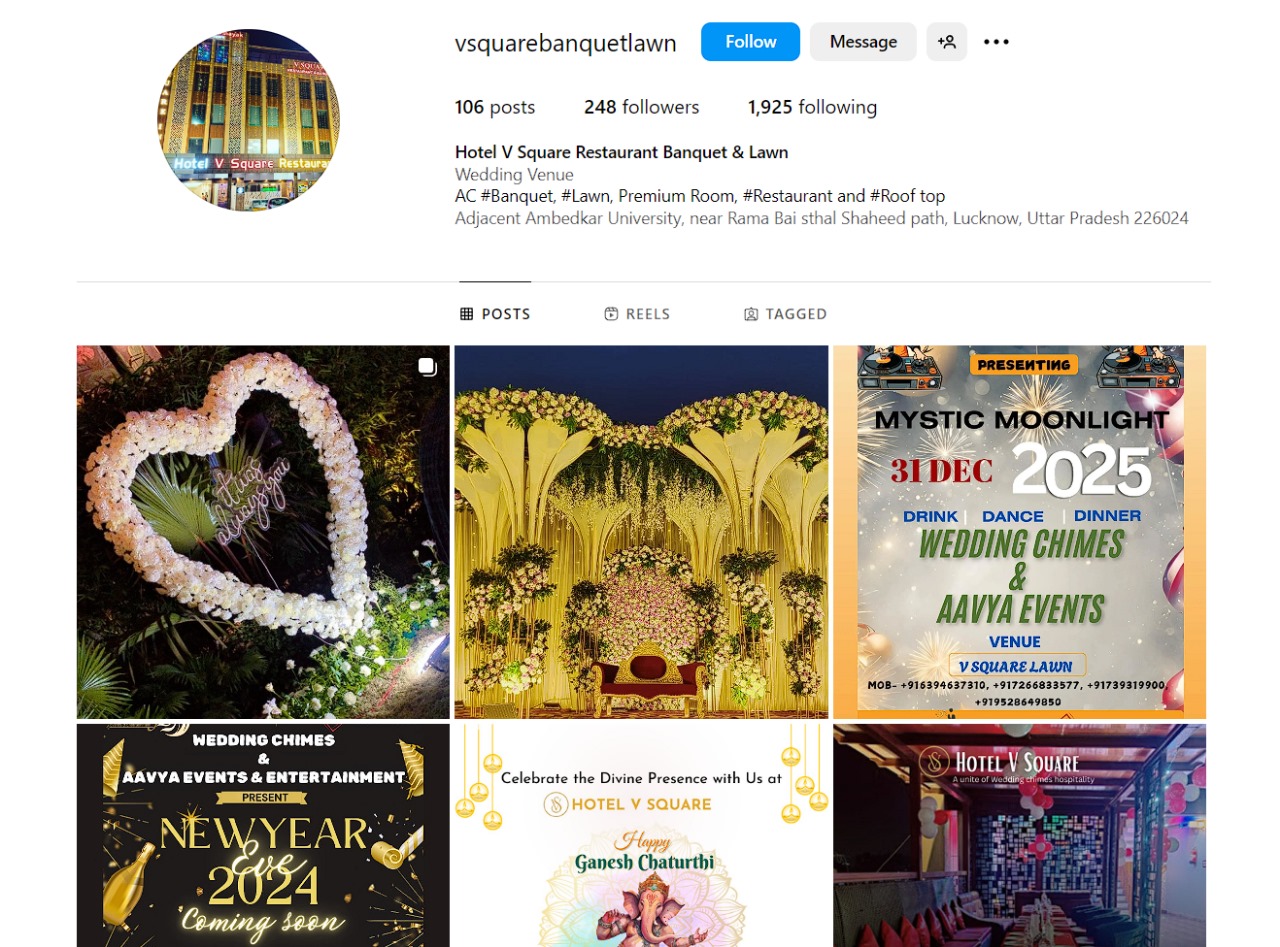 vsquarebanquetlawn
Follow
Message
106 posts
248 followers
1,925 following
Hotel V Square Restaurant Banquet & Lawn
Wedding Venue
AC #Banquet, #Lawn, Premium Room, #Restaurant and #Roof top
Adjacent Ambedkar University, near Rama Bai sthal Shaheed path, Lucknow, Uttar Pradesh 226024
Hotel V Square Restauran
POSTS
REELS
TAGGED
PRESENTING
MYSTIC MOONLIGHT
31 DEC 2025
DRINK | DANCE | DINNER
WEDDING CHIMES
&
AAVYA EVENTS
VENUE
V SQUARE LAWN
MOB- +916394637310, +917266833577, +91739319900,
+919528649850
WEDDING CHIMES
&
AAVYA EVENTS & ENTERTAINMENT
PRESENT
NEW YEAR
Eve
2024
Coming soon
Celebrate the Divine Presence with Us at
HOTEL V SQUARE
Happy
Ganesh Chaturthi
HOTEL V SQUARE
A unite of Wedding chimes hospitality